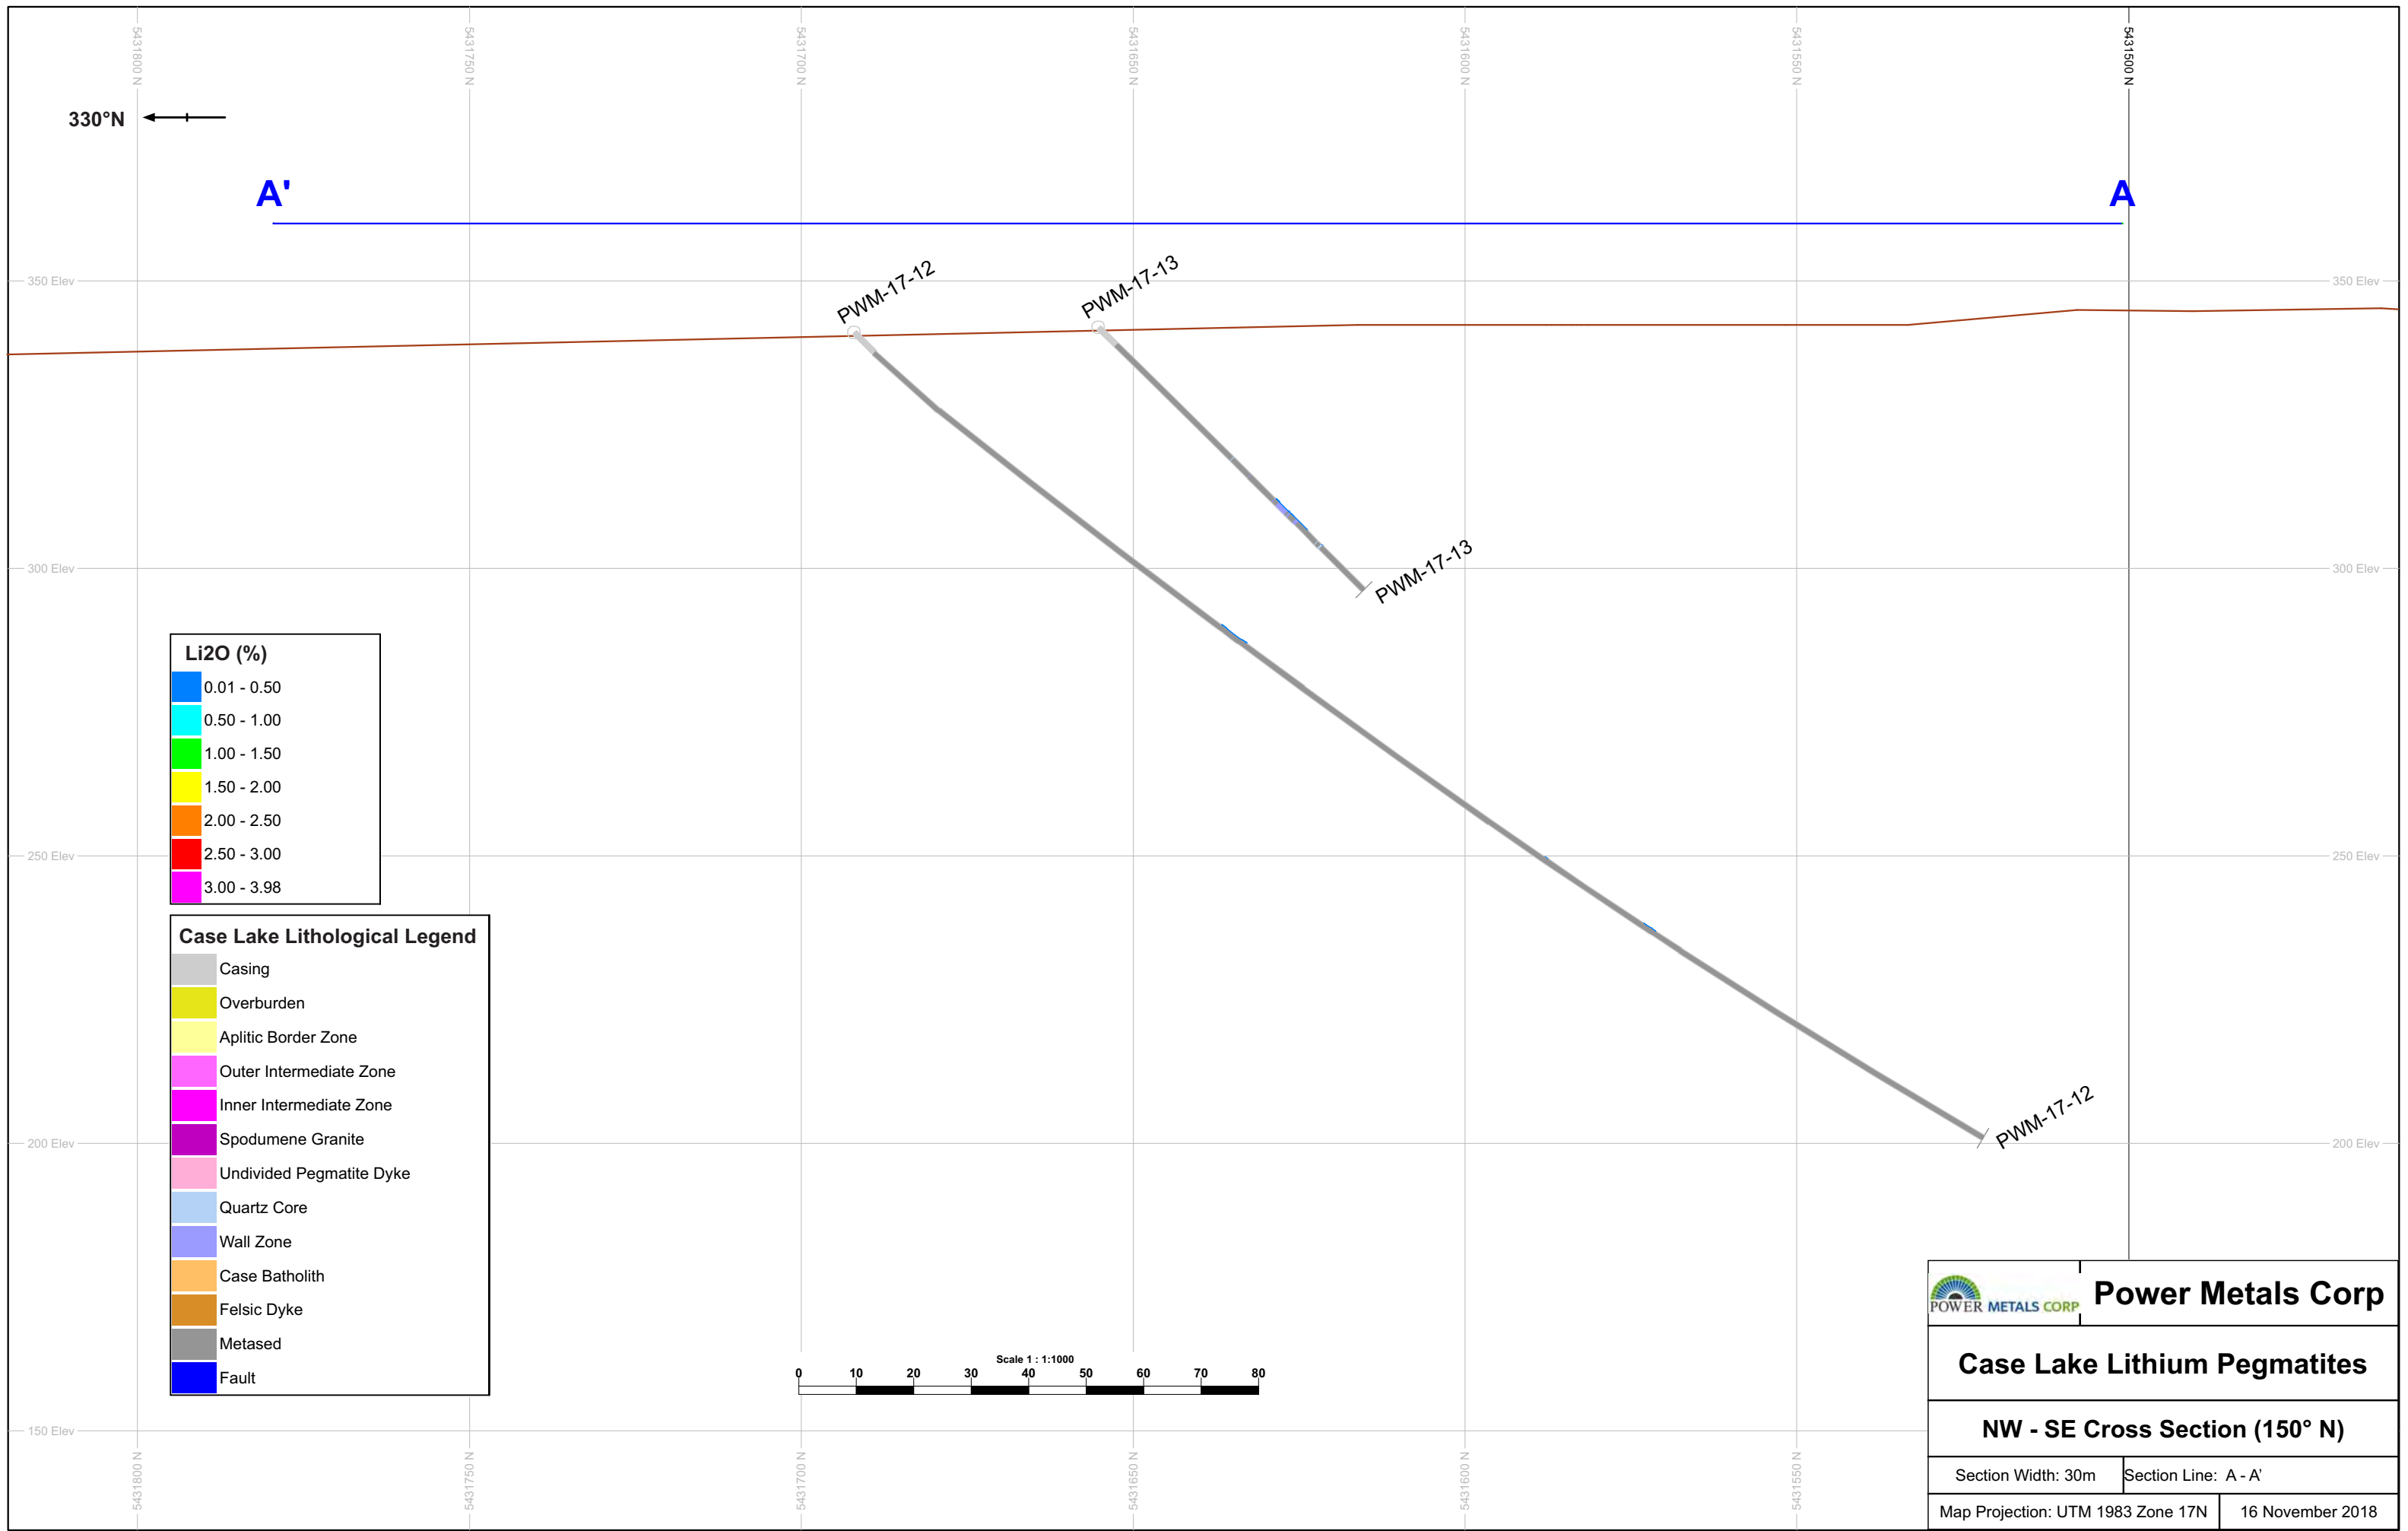 5431800 N
5431750 N
5431700 N
5431650 N
5431600 N
5431550 N
5431500 N
330°N
A'
A
350 Elev
350 Elev
PWM-17-12
PWM-17-13
300 Elev
300 Elev
PWM-17-13
Li2O (%)
0.01 - 0.50
0.50 - 1.00
1.00 - 1.50
1.50 - 2.00
2.00 - 2.50
2.50 - 3.00
3.00 - 3.98
250 Elev
250 Elev
Case Lake Lithological Legend
Casing
Overburden
Aplitic Border Zone
Outer Intermediate Zone
Inner Intermediate Zone
Spodumene Granite
Undivided Pegmatite Dyke
Quartz Core
Wall Zone
Case Batholith
Felsic Dyke
Metased
Fault
200 Elev
200 Elev
PWM-17-12
150 Elev
Scale 1 : 1:1000
0 10 20 30 40 50 60 70 80
5431800 N
5431750 N
5431700 N
5431650 N
5431600 N
5431550 N
POWER METALS CORP
Power Metals Corp
Case Lake Lithium Pegmatites
NW - SE Cross Section (150° N)
Section Width: 30m
Section Line: A - A'
Map Projection: UTM 1983 Zone 17N
16 November 2018